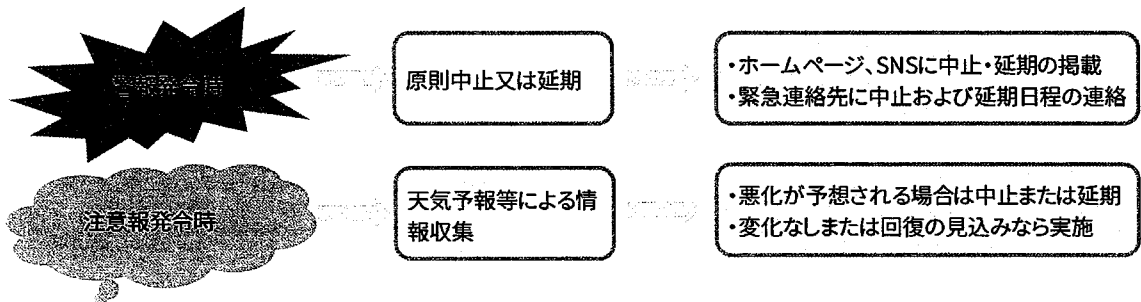 警報発令時
原則中止又は延期
・ホームページ、SNSに中止・延期の掲載
・緊急連絡先に中止および延期日程の連絡
注意報発令時
天気予報等による情
報収集
・悪化が予想される場合は中止または延期
・変化なしまたは回復の見込みなら実施